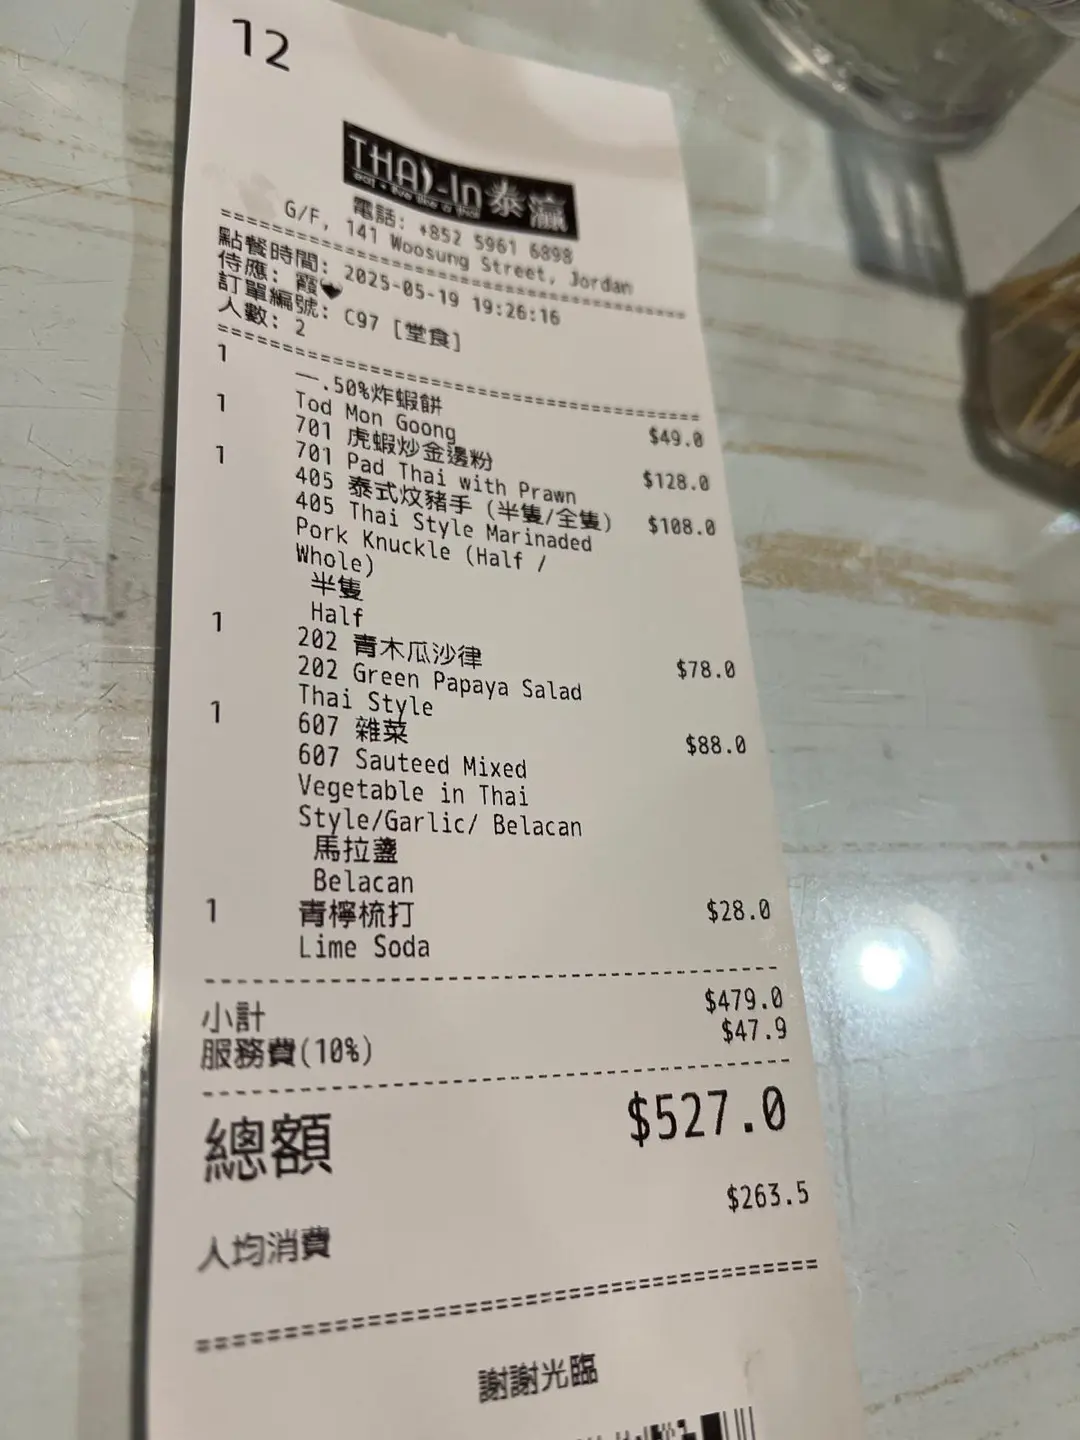 12
THAI-In 泰瀛
eat • live like a thai
電話: +852 5961 6898
G/F, 141 Woosung Street, Jordan
================================
點餐時間: 2025-05-19 19:26:16
侍應: 霞❤
訂單編號: C97 [堂食]
人數: 2
================================
1 一.50%炸蝦餅 $49.0
Tod Mon Goong
1 701 虎蝦炒金邊粉 $128.0
701 Pad Thai with Prawn
1 405 泰式炆豬手 (半隻/全隻) $108.0
405 Thai Style Marinaded
Pork Knuckle (Half /
Whole)
半隻
Half
1 202 青木瓜沙律 $78.0
202 Green Papaya Salad
Thai Style
1 607 雜菜 $88.0
607 Sauteed Mixed
Vegetable in Thai
Style/Garlic/ Belacan
馬拉盞
Belacan
1 青檸梳打 $28.0
Lime Soda
--------------------------------
小計 $479.0
服務費(10%) $47.9
--------------------------------
總額 $527.0
人均消費 $263.5
================================
謝謝光臨